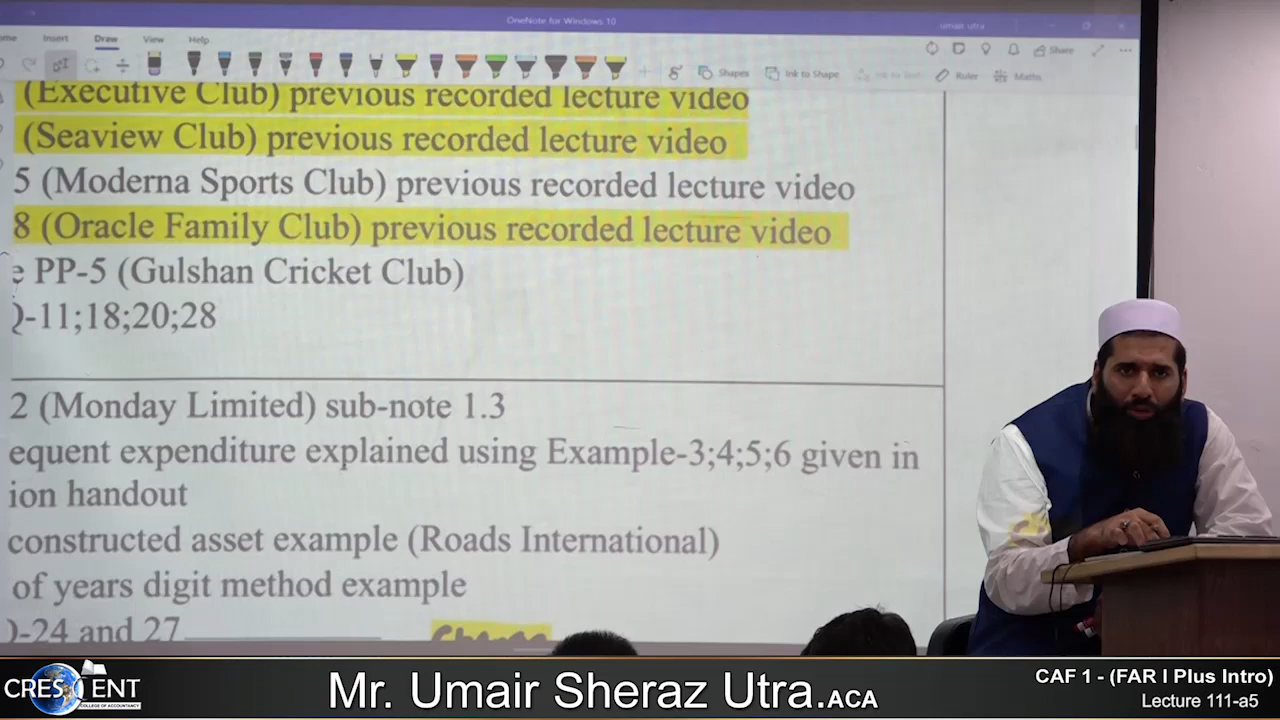 OneNote for Windows 10
umair utra
Insert Draw View Help
Share
Shapes Ink to Shape Ruler Maths
(Executive Club) previous recorded lecture video
(Seaview Club) previous recorded lecture video
5 (Moderna Sports Club) previous recorded lecture video
8 (Oracle Family Club) previous recorded lecture video
PP-5 (Gulshan Cricket Club)
-11;18;20;28
2 (Monday Limited) sub-note 1.3
equent expenditure explained using Example-3;4;5;6 given in
ion handout
constructed asset example (Roads International)
of years digit method example
)-24 and 27
CRESCENT
COLLEGE OF ACCOUNTANCY
Mr. Umair Sheraz Utra.ACA
CAF 1 - (FAR I Plus Intro)
Lecture 111-a5